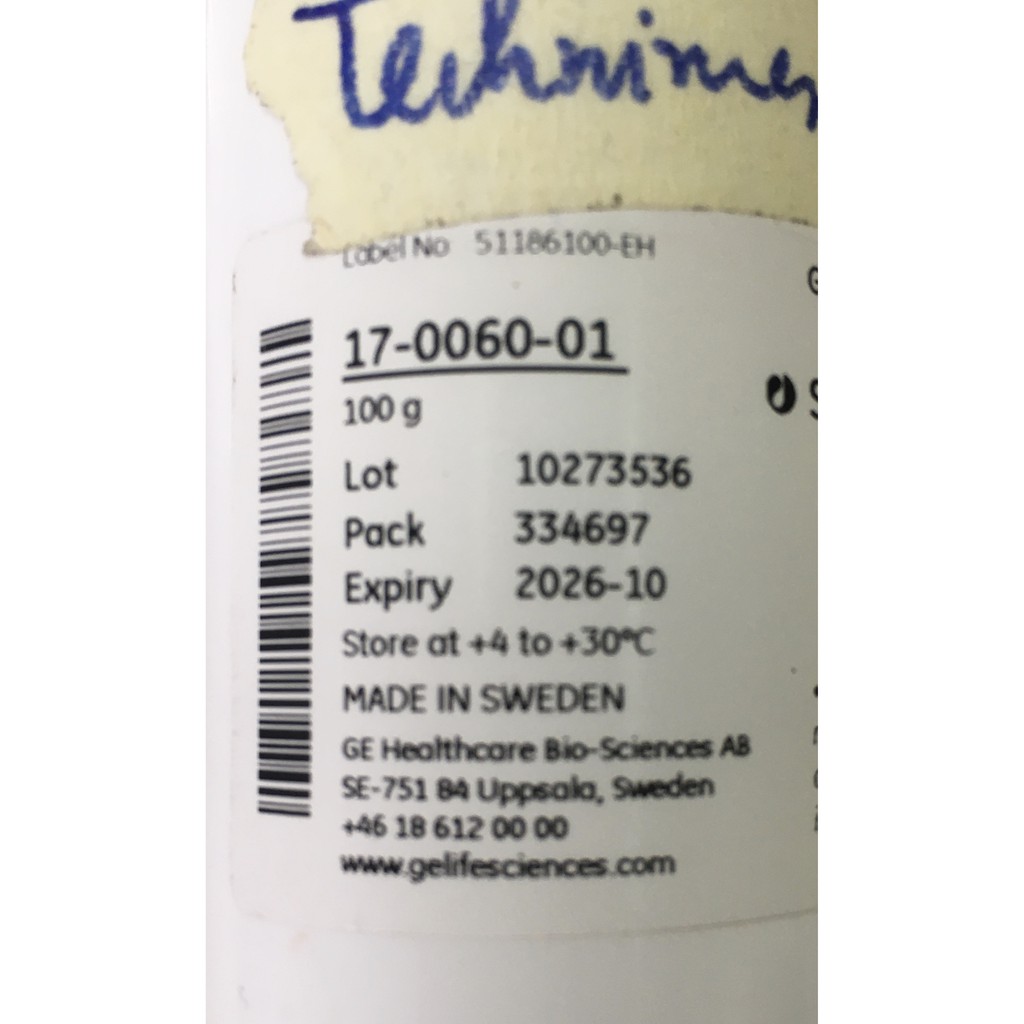 Label No 51186100-EH
17-0060-01
100 g
Lot 10273536
Pack 334697
Expiry 2026-10
Store at +4 to +30°C
MADE IN SWEDEN
GE Healthcare Bio-Sciences AB
SE-751 84 Uppsala, Sweden
+46 18 612 00 00
www.gelifesciences.com